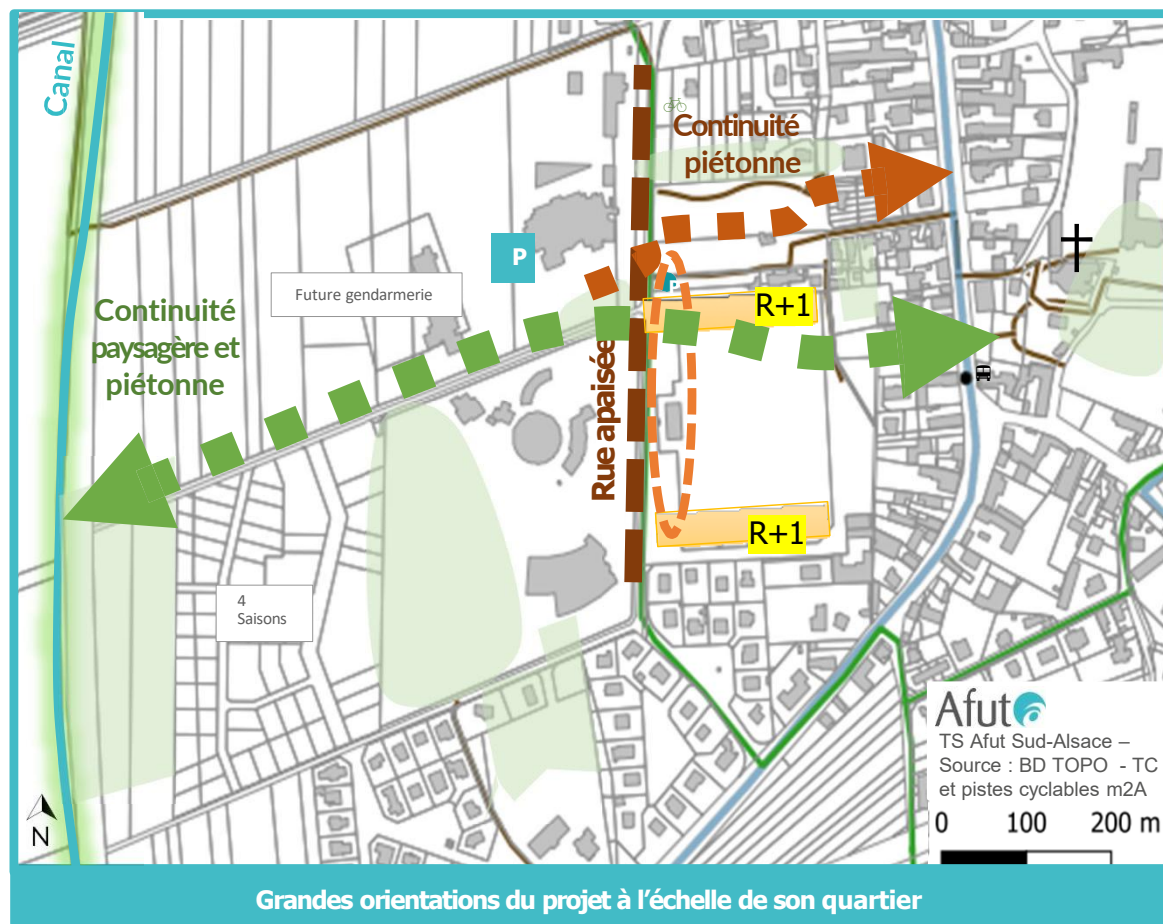 Canal
Continuité
piétonne
P
P
Future gendarmerie
R+1
Continuité
paysagère et
piétonne
Rue apaisée
R+1
4
Saisons
N
Afut
TS Afut Sud-Alsace –
Source : BD TOPO - TC
et pistes cyclables m2A
0 100 200 m
Grandes orientations du projet à l’échelle de son quartier